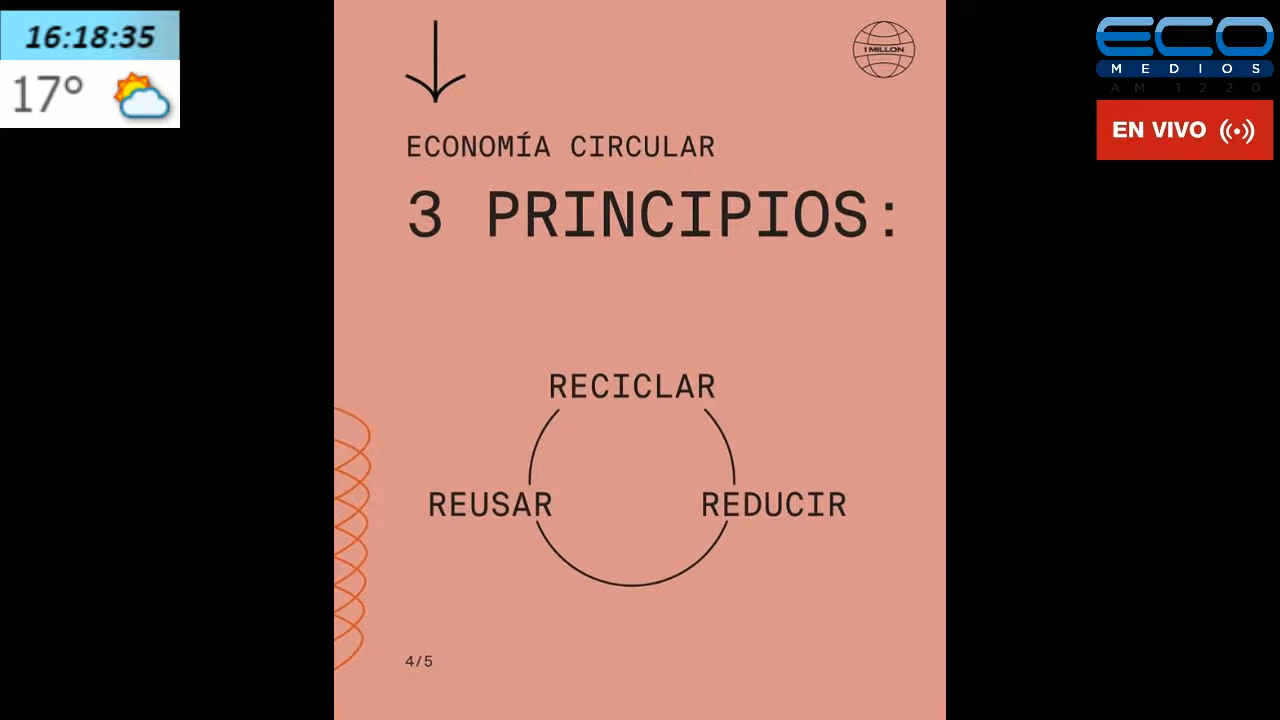 16:18:35
17°
1 MILLON
ECO
MEDIOS
AM 1220
EN VIVO
ECONOMÍA CIRCULAR
3 PRINCIPIOS:
RECICLAR
REUSAR
REDUCIR
4/5